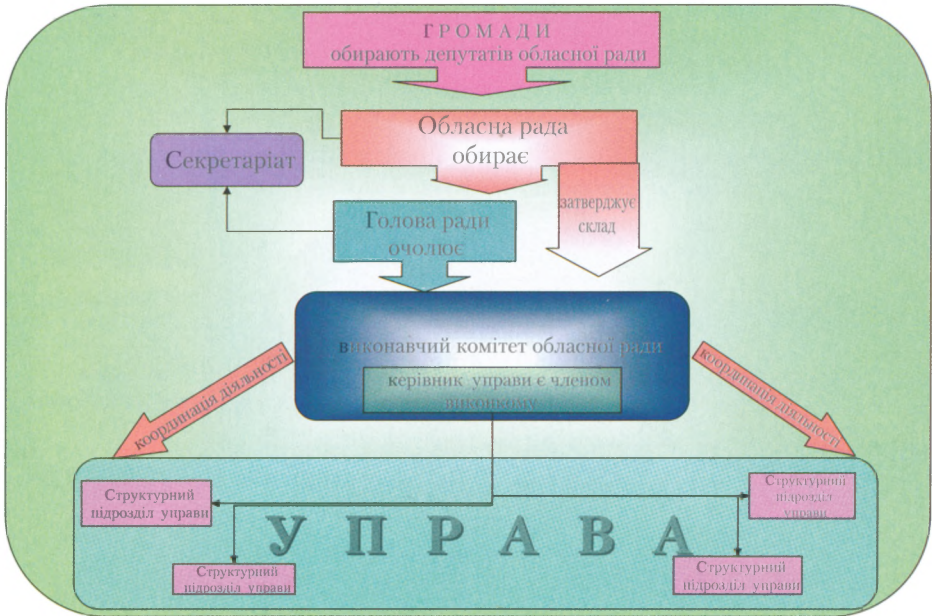 ГРОМАДИ
обирають депутатів обласної ради
Обласна рада
обирає
Секретаріат
затверджує
склад
Голова ради
очолює
виконавчий комітет обласної ради
керівник управи є членом
виконкому
координація діяльності
координація діяльності
Структурний
підрозділ управи
Структурний
підрозділ
управи
УПРАВА
Структурний
підрозділ управи
Структурний
підрозділ управи